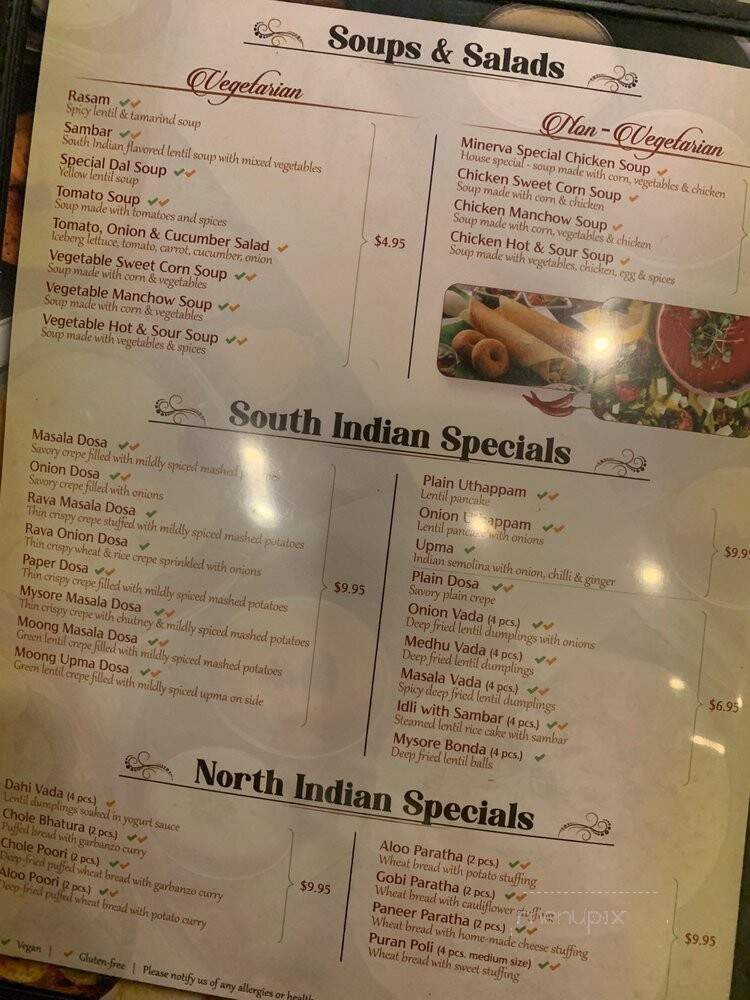 Soups & Salads
Vegetarian
Rasam
Spicy lentil & tamarind soup
Sambar
South Indian flavored lentil soup with mixed vegetables
Special Dal Soup
Yellow lentil soup
Tomato Soup
Soup made with tomatoes and spices
Tomato, Onion & Cucumber Salad
Iceberg lettuce, tomato, carrot, cucumber, onion
Vegetable Sweet Corn Soup
Soup made with corn & vegetables
Vegetable Manchow Soup
Soup made with corn & vegetables
Vegetable Hot & Sour Soup
Soup made with vegetables & spices
$4.95
Non-Vegetarian
Minerva Special Chicken Soup
House special - soup made with corn, vegetables & chicken
Chicken Sweet Corn Soup
Soup made with corn & chicken
Chicken Manchow Soup
Soup made with corn, vegetables & chicken
Chicken Hot & Sour Soup
Soup made with vegetables, chicken, egg & spices
South Indian Specials
Masala Dosa
Savory crepe filled with mildly spiced mashed
Onion Dosa
Savory crepe filled with onions
Rava Masala Dosa
Thin crispy crepe stuffed with mildly spiced mashed potatoes
Rava Onion Dosa
Thin crispy wheat & rice crepe sprinkled with onions
Paper Dosa
Thin crispy crepe filled with mildly spiced mashed potatoes
Mysore Masala Dosa
Thin crispy crepe with chutney & mildly spiced mashed potatoes
Moong Masala Dosa
Green lentil crepe filled with mildly spiced mashed potatoes
Moong Upma Dosa
Green lentil crepe filled with mildly spiced upma on side
$9.95
Plain Uthappam
Lentil pancake
Onion Uthappam
Lentil pancake with onions
Upma
Indian semolina with onion, chilli & ginger
$9.95
Plain Dosa
Savory plain crepe
Onion Vada (4 pcs.)
Deep fried lentil dumplings with onions
Medhu Vada (4 pcs.)
Deep fried lentil dumplings
Masala Vada (4 pcs.)
Spicy deep fried lentil dumplings
Idli with Sambar (4 pcs.)
Steamed lentil rice cake with sambar
Mysore Bonda (4 pcs.)
Deep fried lentil balls
$6.95
North Indian Specials
Dahi Vada (4 pcs.)
Lentil dumplings soaked in yogurt sauce
Chole Bhatura (2 pcs.)
Puffed bread with garbanzo curry
Chole Poori (2 pcs.)
Deep-fried puffed wheat bread with garbanzo curry
Aloo Poori (2 pcs.)
Deep-fried puffed wheat bread with potato curry
$9.95
Aloo Paratha (2 pcs.)
Wheat bread with potato stuffing
Gobi Paratha (2 pcs.)
Wheat bread with cauliflower stuffing
Paneer Paratha (2 pcs.)
Wheat bread with home-made cheese stuffing
Puran Poli (4 pcs. medium size)
Wheat bread with sweet stuffing
$9.95
menupix
Vegan | Gluten-free | Please notify us of any allergies or health